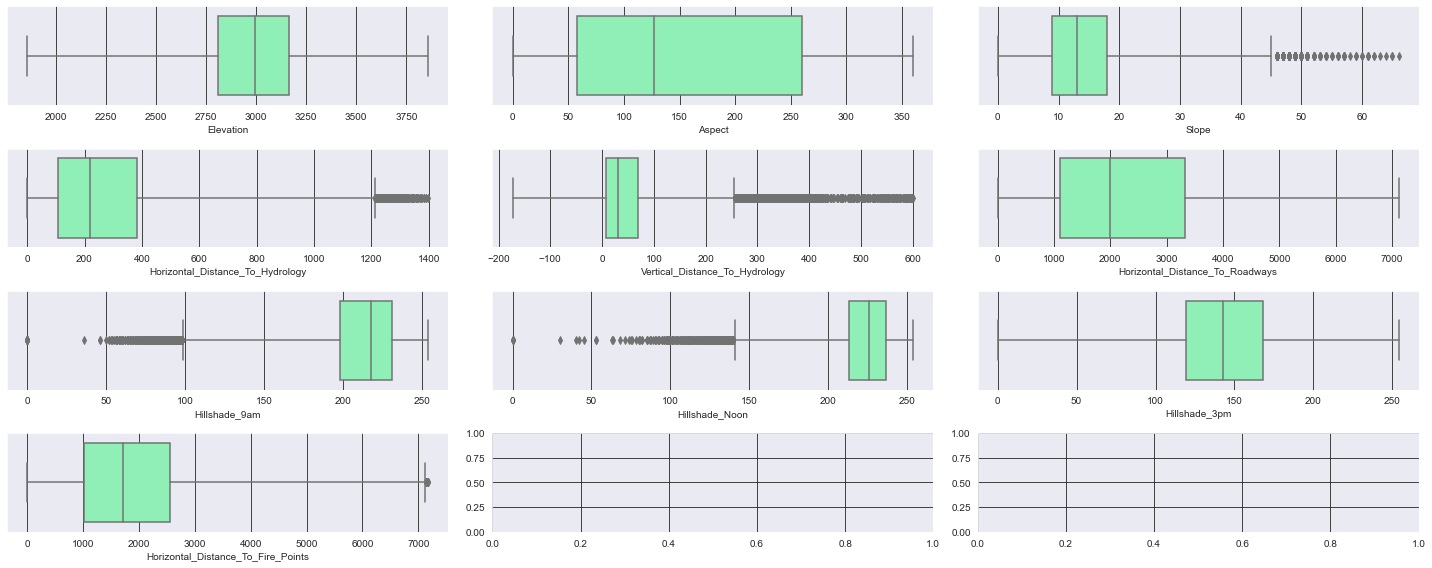 2000 2250 2500 2750 3000 3250 3500 3750
Elevation
0 50 100 150 200 250 300 350
Aspect
0 10 20 30 40 50 60
Slope
0 200 400 600 800 1000 1200 1400
Horizontal_Distance_To_Hydrology
−200 −100 0 100 200 300 400 500 600
Vertical_Distance_To_Hydrology
0 1000 2000 3000 4000 5000 6000 7000
Horizontal_Distance_To_Roadways
0 50 100 150 200 250
Hillshade_9am
0 50 100 150 200 250
Hillshade_Noon
0 50 100 150 200 250
Hillshade_3pm
0 1000 2000 3000 4000 5000 6000 7000
Horizontal_Distance_To_Fire_Points
1.00
0.75
0.50
0.25
0.00
0.0 0.2 0.4 0.6 0.8 1.0
1.00
0.75
0.50
0.25
0.00
0.0 0.2 0.4 0.6 0.8 1.0